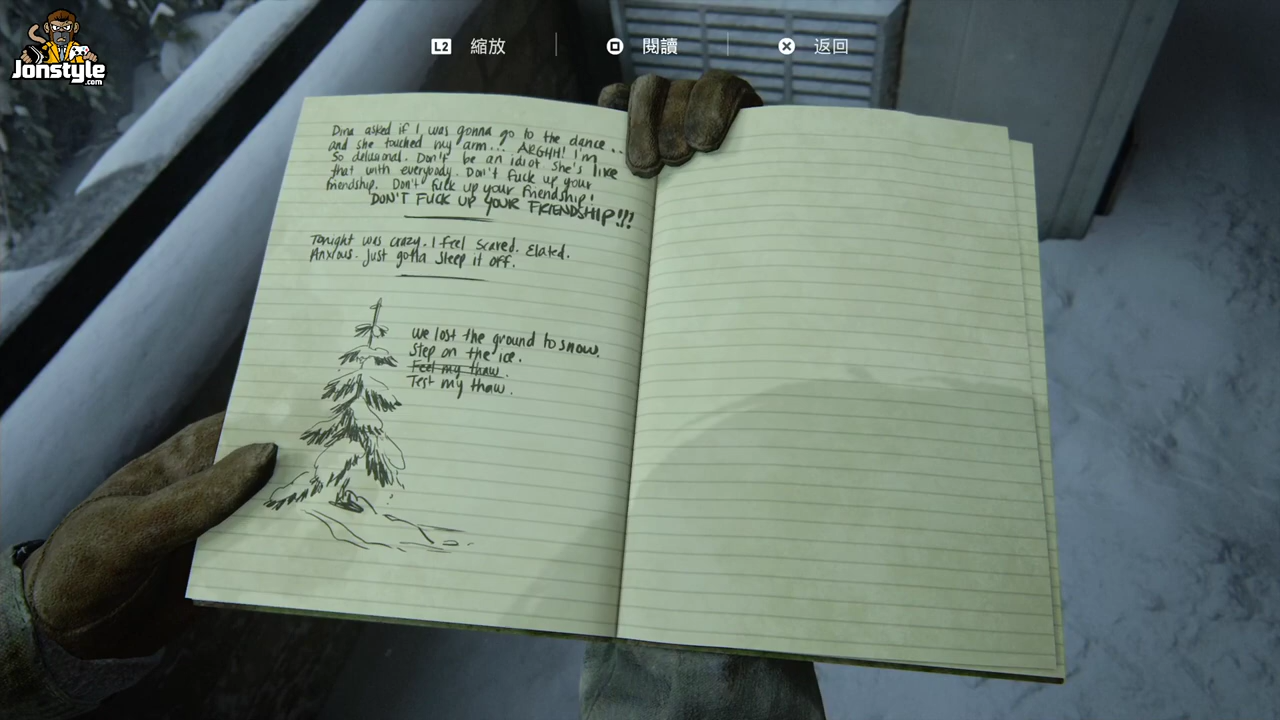 Jonstyle
.com
L2 縮放
閱讀
返回
Dina asked if I was gonna go to the dance..
and she touched my arm... ARGHH! I'm
so delusional. Don't be an idiot. She's like
that with everybody. Don't fuck up your
friendship. Don't fuck up your friendship!
DON'T FUCK UP YOUR FRIENDSHIP!!!
Tonight was crazy. I feel scared. Elated.
Anxious. Just gotta sleep it off.
We lost the ground to snow.
Step on the ice.
Feel my thaw.
Test my thaw.